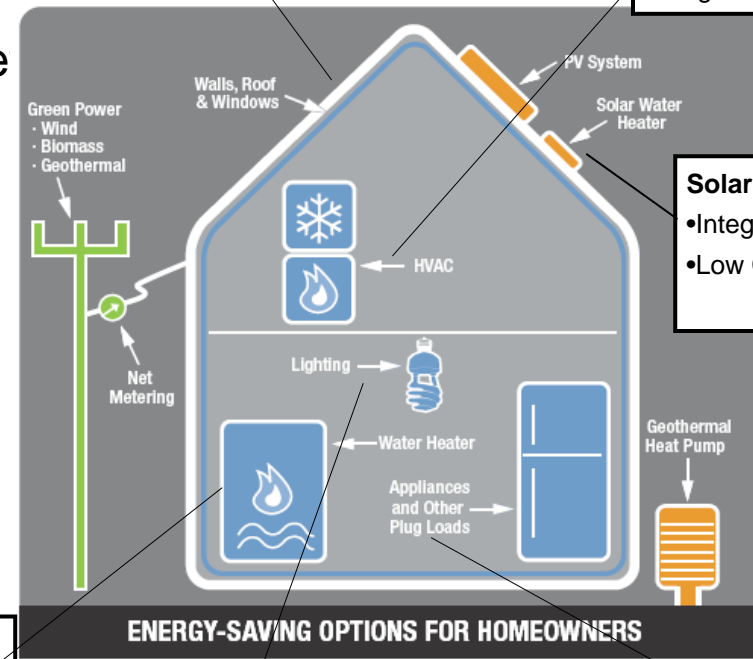 e
Green Power
· Wind
· Biomass
· Geothermal
Walls, Roof
& Windows
PV System
Solar Water
Heater
Solar
•Integ
•Low
HVAC
Net
Metering
Lighting
Water Heater
Appliances
and Other
Plug Loads
Geothermal
Heat Pump
ENERGY-SAVING OPTIONS FOR HOMEOWNERS